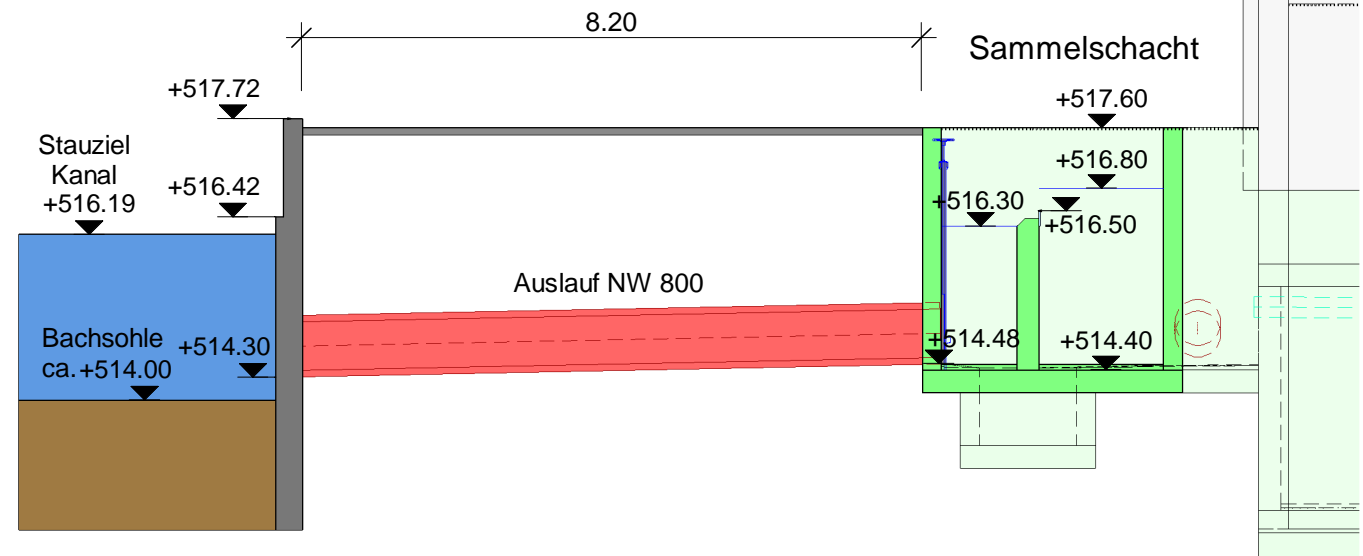 8.20
Sammelschacht
+517.72
+517.60
Stauziel
Kanal
+516.19
+516.42
+516.80
+516.30
+516.50
Auslauf NW 800
Bachsohle
ca.+514.00
+514.30
+514.48
+514.40